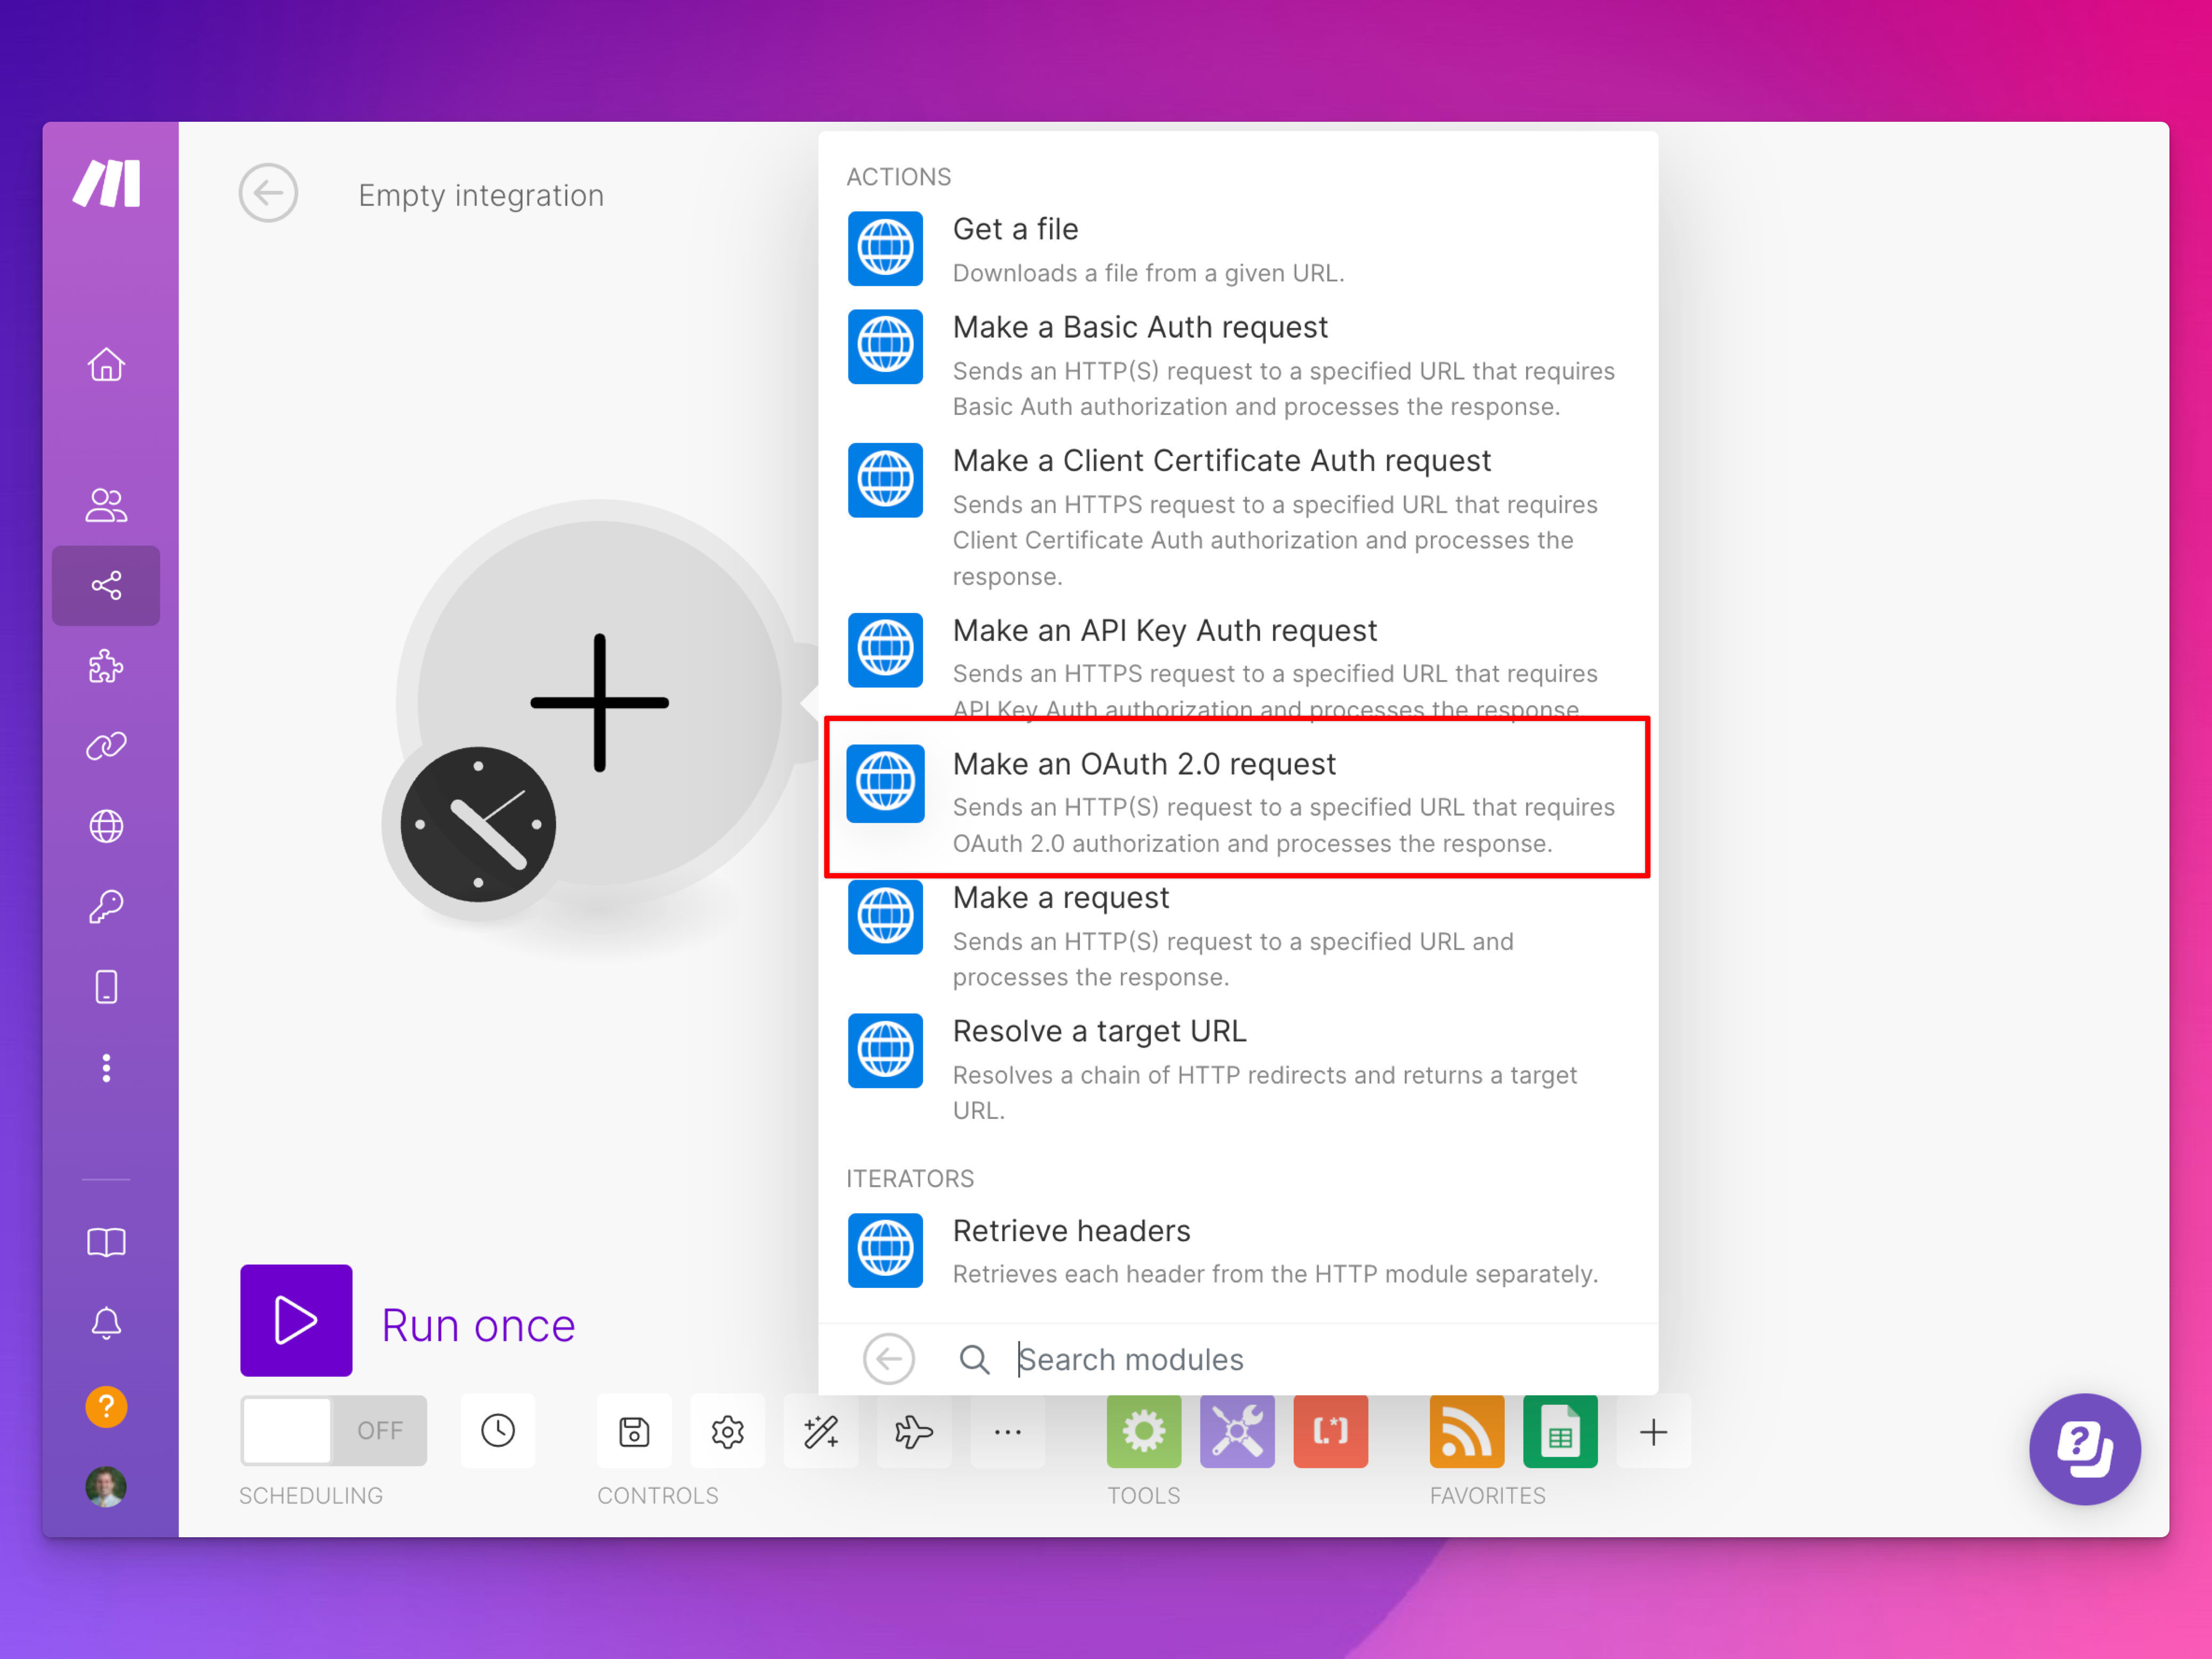 Empty integration
ACTIONS
Get a file
Downloads a file from a given URL.
Make a Basic Auth request
Sends an HTTP(S) request to a specified URL that requires
Basic Auth authorization and processes the response.
Make a Client Certificate Auth request
Sends an HTTPS request to a specified URL that requires
Client Certificate Auth authorization and processes the
response.
Make an API Key Auth request
Sends an HTTPS request to a specified URL that requires
API Key Auth authorization and processes the response
Make an OAuth 2.0 request
Sends an HTTP(S) request to a specified URL that requires
OAuth 2.0 authorization and processes the response.
Make a request
Sends an HTTP(S) request to a specified URL and
processes the response.
Resolve a target URL
Resolves a chain of HTTP redirects and returns a target
URL.
ITERATORS
Retrieve headers
Retrieves each header from the HTTP module separately.
Search modules
Run once
OFF
SCHEDULING
CONTROLS
TOOLS
FAVORITES